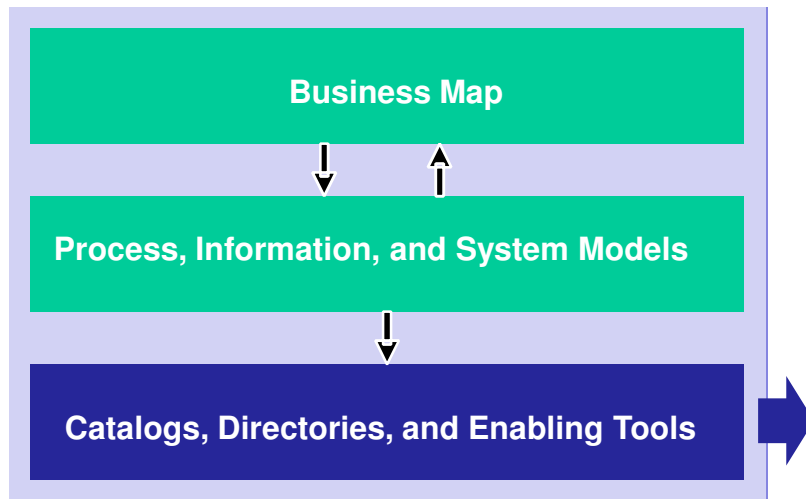 Business Map
Process, Information, and System Models
Catalogs, Directories, and Enabling Tools